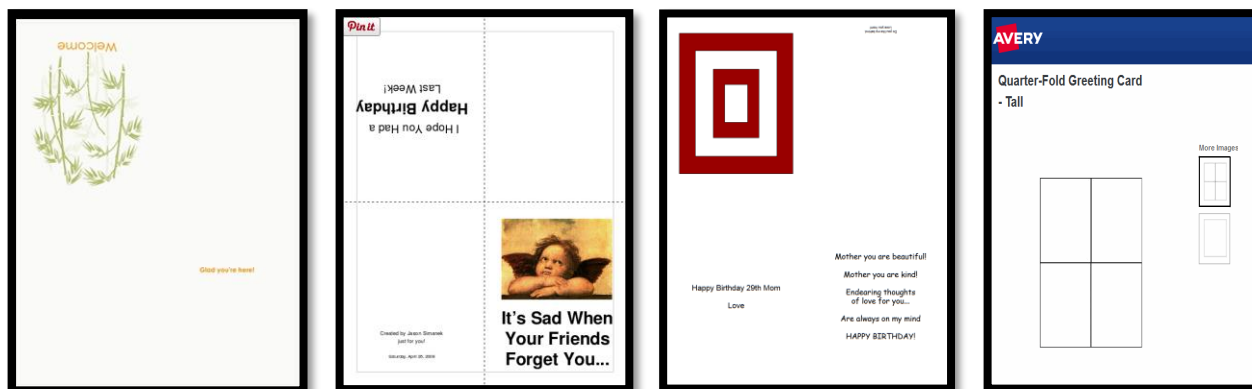 Welcome
Glad you're here!
Pin it
I Hope You Had a
Happy Birthday
Last Week!
It's Sad When
Your Friends
Forget You...
Created by Jason
just for you!
Saturday, April
Happy Birthday 29th Mom
Love
Mother you are beautiful!
Mother you are kind!
Endearing thoughts
of love for you...
Are always on my mind
HAPPY BIRTHDAY!
AVERY
Quarter-Fold Greeting Card
- Tall
More Images